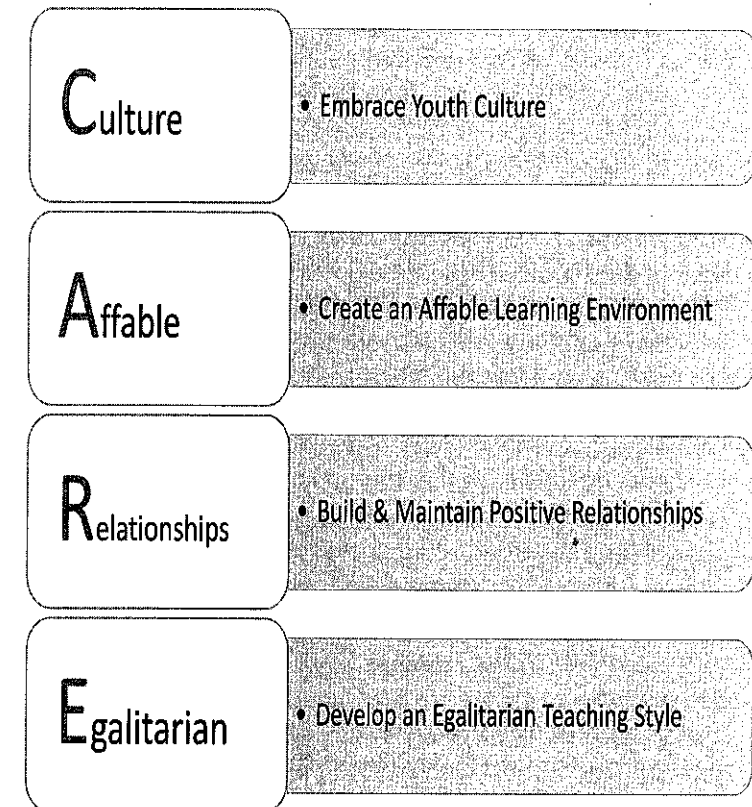 Culture
• Embrace Youth Culture
Affable
• Create an Affable Learning Environment
Relationships
• Build & Maintain Positive Relationships
Egalitarian
• Develop an Egalitarian Teaching Style